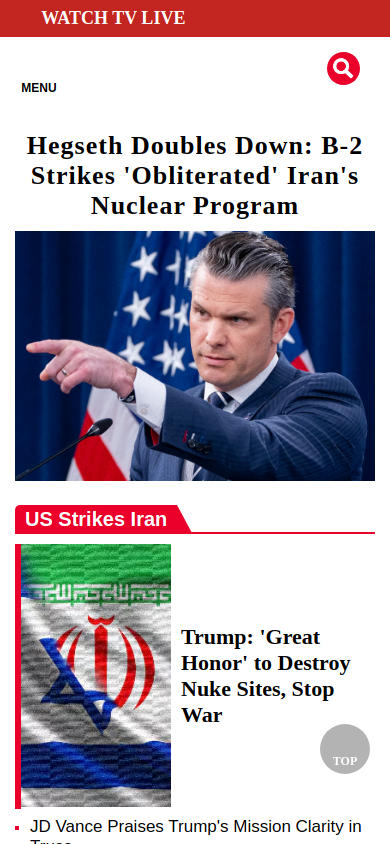 WATCH TV LIVE
MENU
Hegseth Doubles Down: B-2
Strikes 'Obliterated' Iran's
Nuclear Program
US Strikes Iran
Trump: 'Great
Honor' to Destroy
Nuke Sites, Stop
War
TOP
JD Vance Praises Trump's Mission Clarity in
Truce